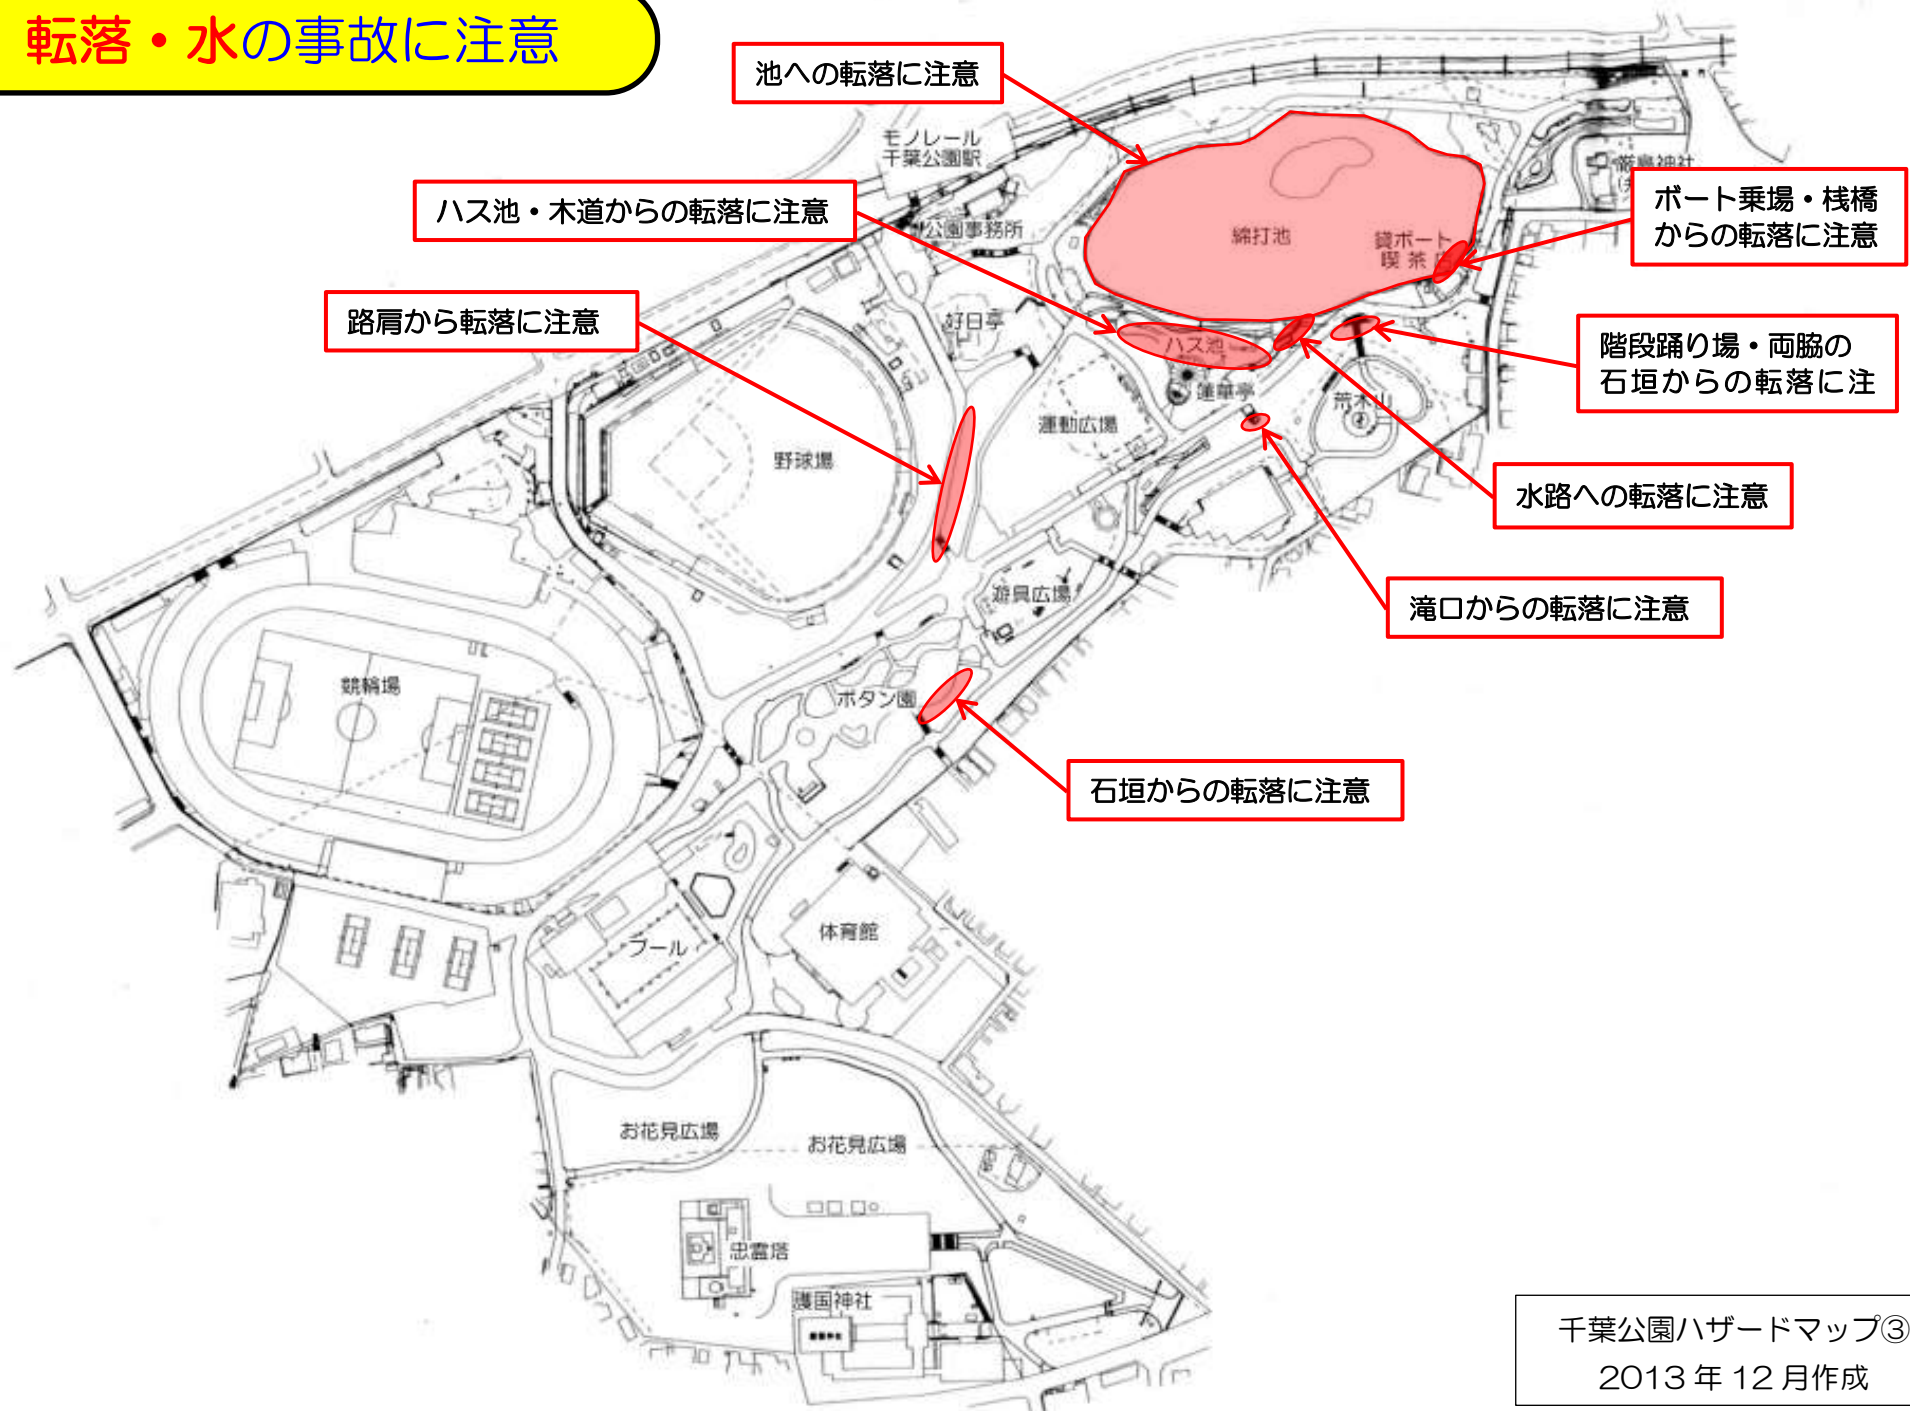 転落・水の事故に注意
池への転落に注意
モノレール
千葉公園駅
厳島神社
ハス池・木道からの転落に注意
公園事務所
綿打池
貸ボート
喫茶店
ボート乗場・桟橋
からの転落に注意
路肩から転落に注意
好日亭
ハス池
階段踊り場・両脇の
石垣からの転落に注
蓮華亭
荒木山
運動広場
野球場
水路への転落に注意
遊具広場
滝口からの転落に注意
競輪場
ボタン園
石垣からの転落に注意
体育館
プール
お花見広場
お花見広場
忠霊塔
護国神社
千葉公園ハザードマップ③
2013年12月作成